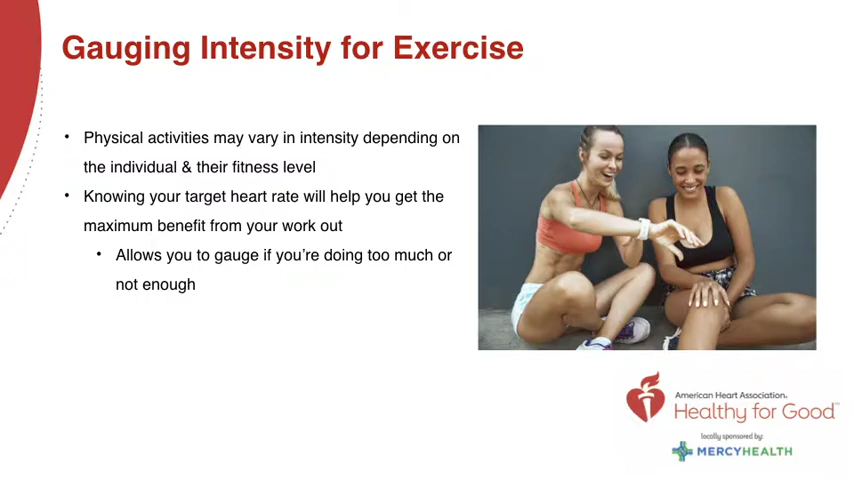 Gauging Intensity for Exercise
• Physical activities may vary in intensity depending on
the individual & their fitness level
• Knowing your target heart rate will help you get the
maximum benefit from your work out
• Allows you to gauge if you’re doing too much or
not enough
American Heart Association®
Healthy for Good™
locally sponsored by:
MERCYHEALTH